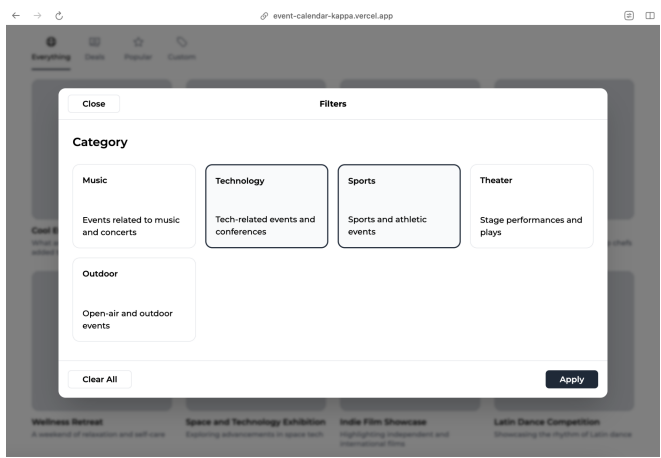 event-calendar-kappa.vercel.app
Everything Deals Popular Custom
Close Filters
Category
Music
Events related to music
and concerts
Technology
Tech-related events and
conferences
Sports
Sports and athletic
events
Theater
Stage performances and
plays
Outdoor
Open-air and outdoor
events
Clear All Apply
Cool
What
Wellness Retreat
A weekend of relaxation and self-care
Space and Technology Exhibition
Exploring advancements in space tech
Indie Film Showcase
Highlighting independent and
international films
Latin Dance Competition
Showcasing the rhythm of Latin dance